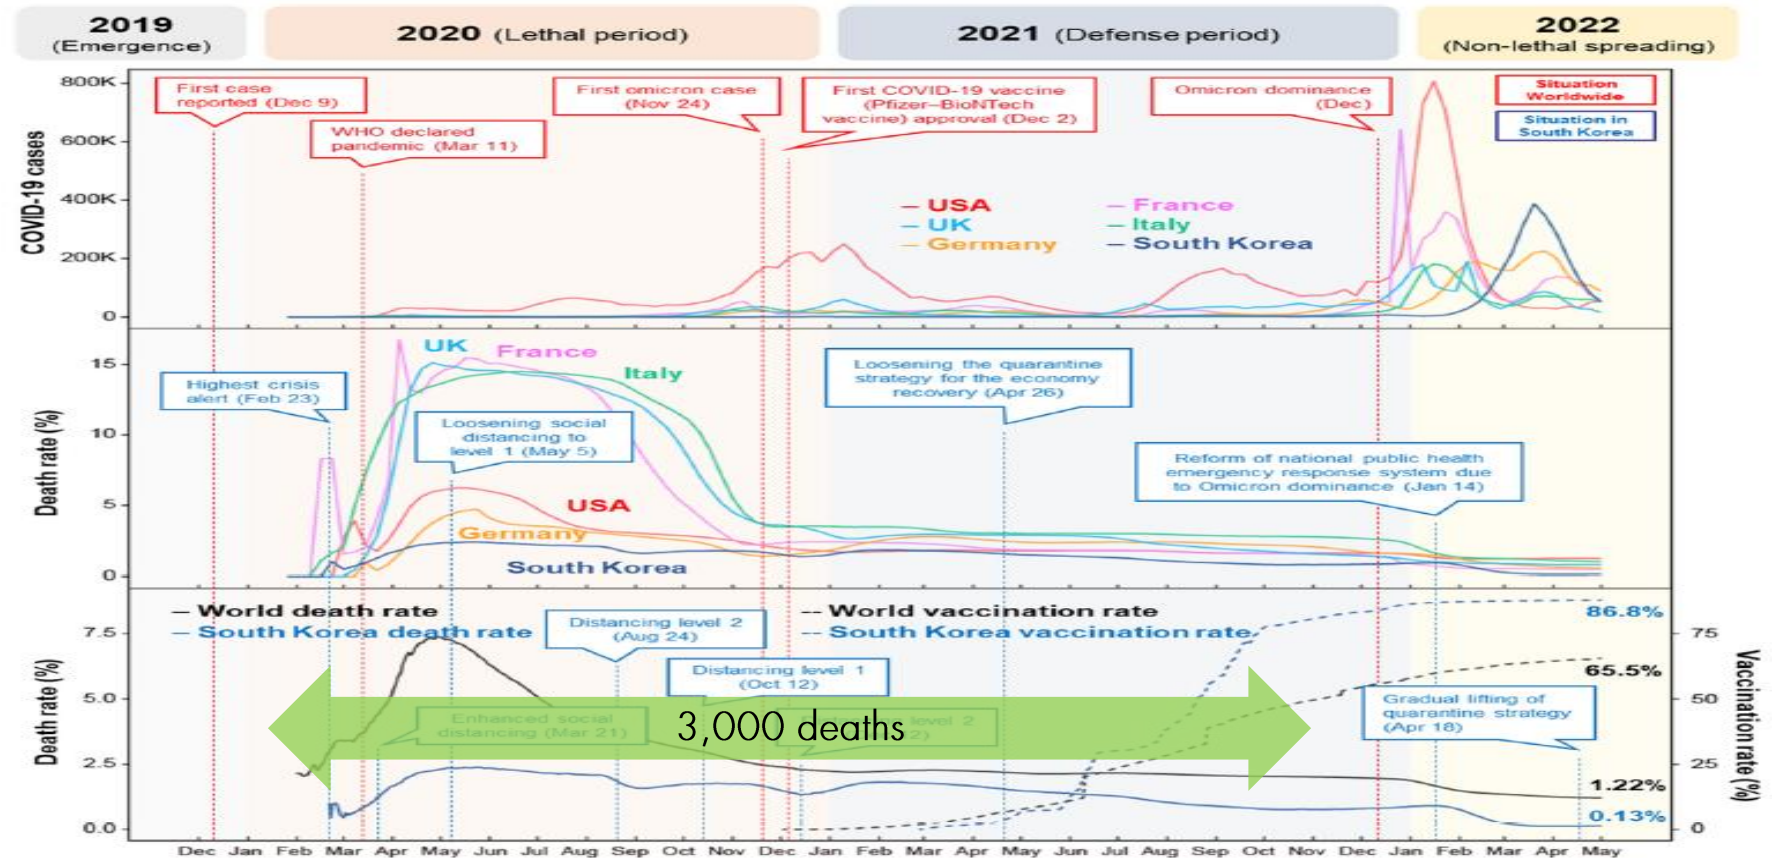 2019
(Emergence)
2020 (Lethal period)
2021 (Defense period)
2022
(Non-lethal spreading)
COVID-19 cases
800K
600K
400K
200K
0
First case
reported (Dec 9)
WHO declared
pandemic (Mar 11)
First omicron case
(Nov 24)
First COVID-19 vaccine
(Pfizer–BioNTech
vaccine) approval (Dec 2)
Omicron dominance
(Dec)
Situation
Worldwide
Situation in
South Korea
USA
UK
Germany
France
Italy
South Korea
Death rate (%)
15
10
5
0
Highest crisis
alert (Feb 23)
UK
France
Italy
Loosening social
distancing to
level 1 (May 5)
USA
Germany
South Korea
Loosening the quarantine
strategy for the economy
recovery (Apr 26)
Reform of national public health
emergency response system due
to Omicron dominance (Jan 14)
Death rate (%)
7.5
5.0
2.5
0.0
World death rate
South Korea death rate
World vaccination rate
South Korea vaccination rate
Distancing level 2
(Aug 24)
Distancing level 1
(Oct 12)
Enhanced social
distancing (Mar 21)
3,000 deaths
level 2
Gradual lifting of
quarantine strategy
(Apr 18)
86.8%
65.5%
1.22%
0.13%
75
50
25
0
Vaccination rate (%)
Dec Jan Feb Mar Apr May Jun Jul Aug Sep Oct Nov Dec Jan Feb Mar Apr May Jun Jul Aug Sep Oct Nov Dec Jan Feb Mar Apr May